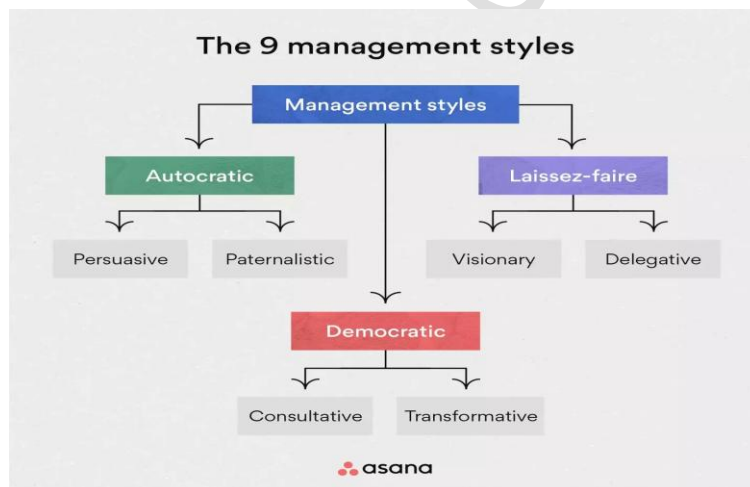 The 9 management styles
Management styles
Autocratic
Laissez-faire
Persuasive
Paternalistic
Visionary
Delegative
Democratic
Consultative
Transformative
asana